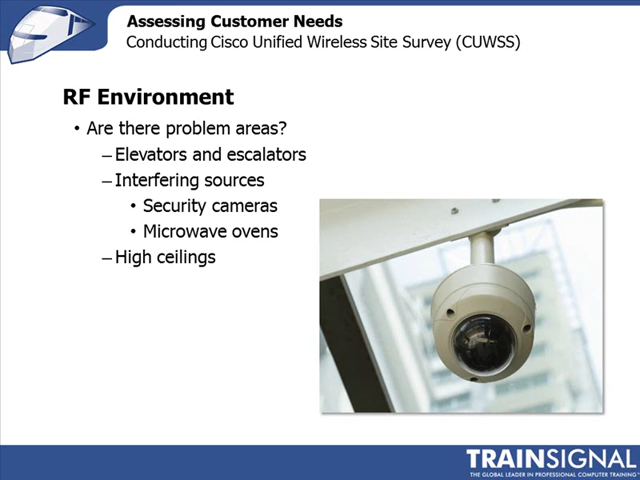 Assessing Customer Needs
Conducting Cisco Unified Wireless Site Survey (CUWSS)
RF Environment
• Are there problem areas?
– Elevators and escalators
– Interfering sources
• Security cameras
• Microwave ovens
– High ceilings
TRAINSIGNAL
THE GLOBAL LEADER IN PROFESSIONAL COMPUTER TRAINING